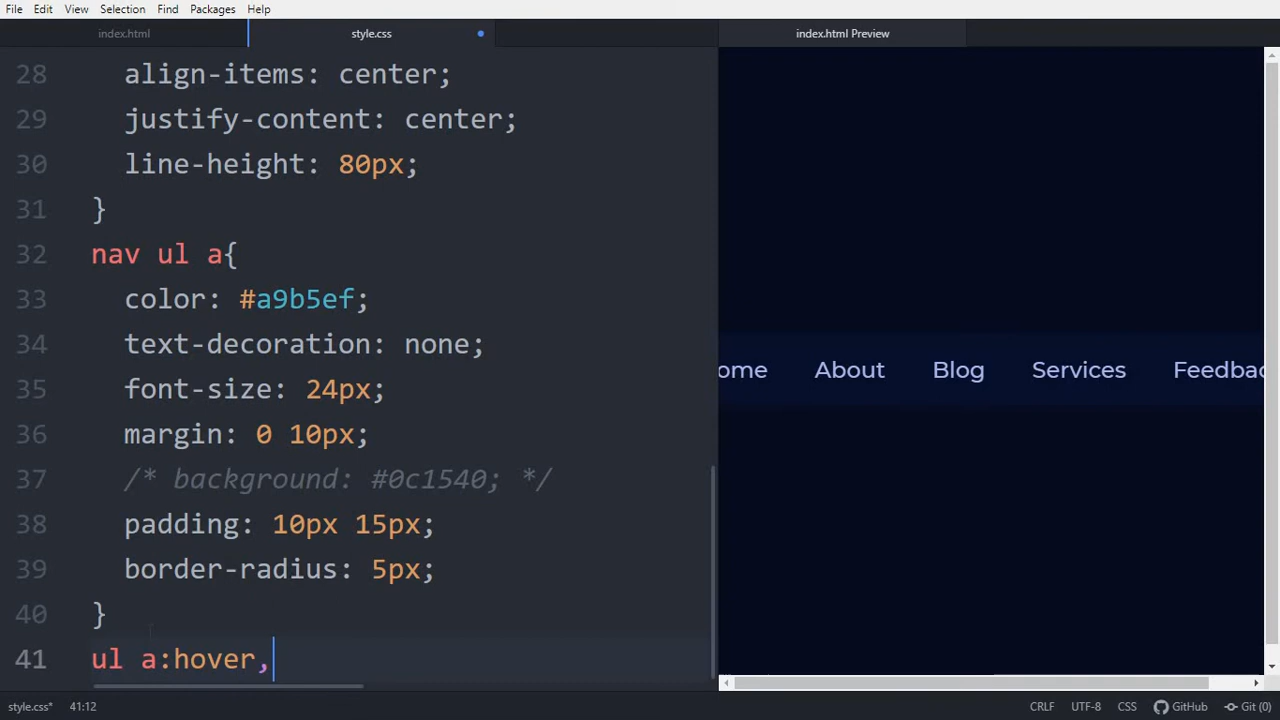 File Edit View Selection Find Packages Help
index.html style.css index.html Preview
28 align-items: center;
29 justify-content: center;
30 line-height: 80px;
31 }
32 nav ul a{
33 color: #a9b5ef;
34 text-decoration: none;
35 font-size: 24px;
36 margin: 0 10px;
37 /* background: #0c1540; */
38 padding: 10px 15px;
39 border-radius: 5px;
40 }
41 ul a:hover,
ome About Blog Services Feedbac
style.css* 41:12 CRLF UTF-8 CSS GitHub Git (0)